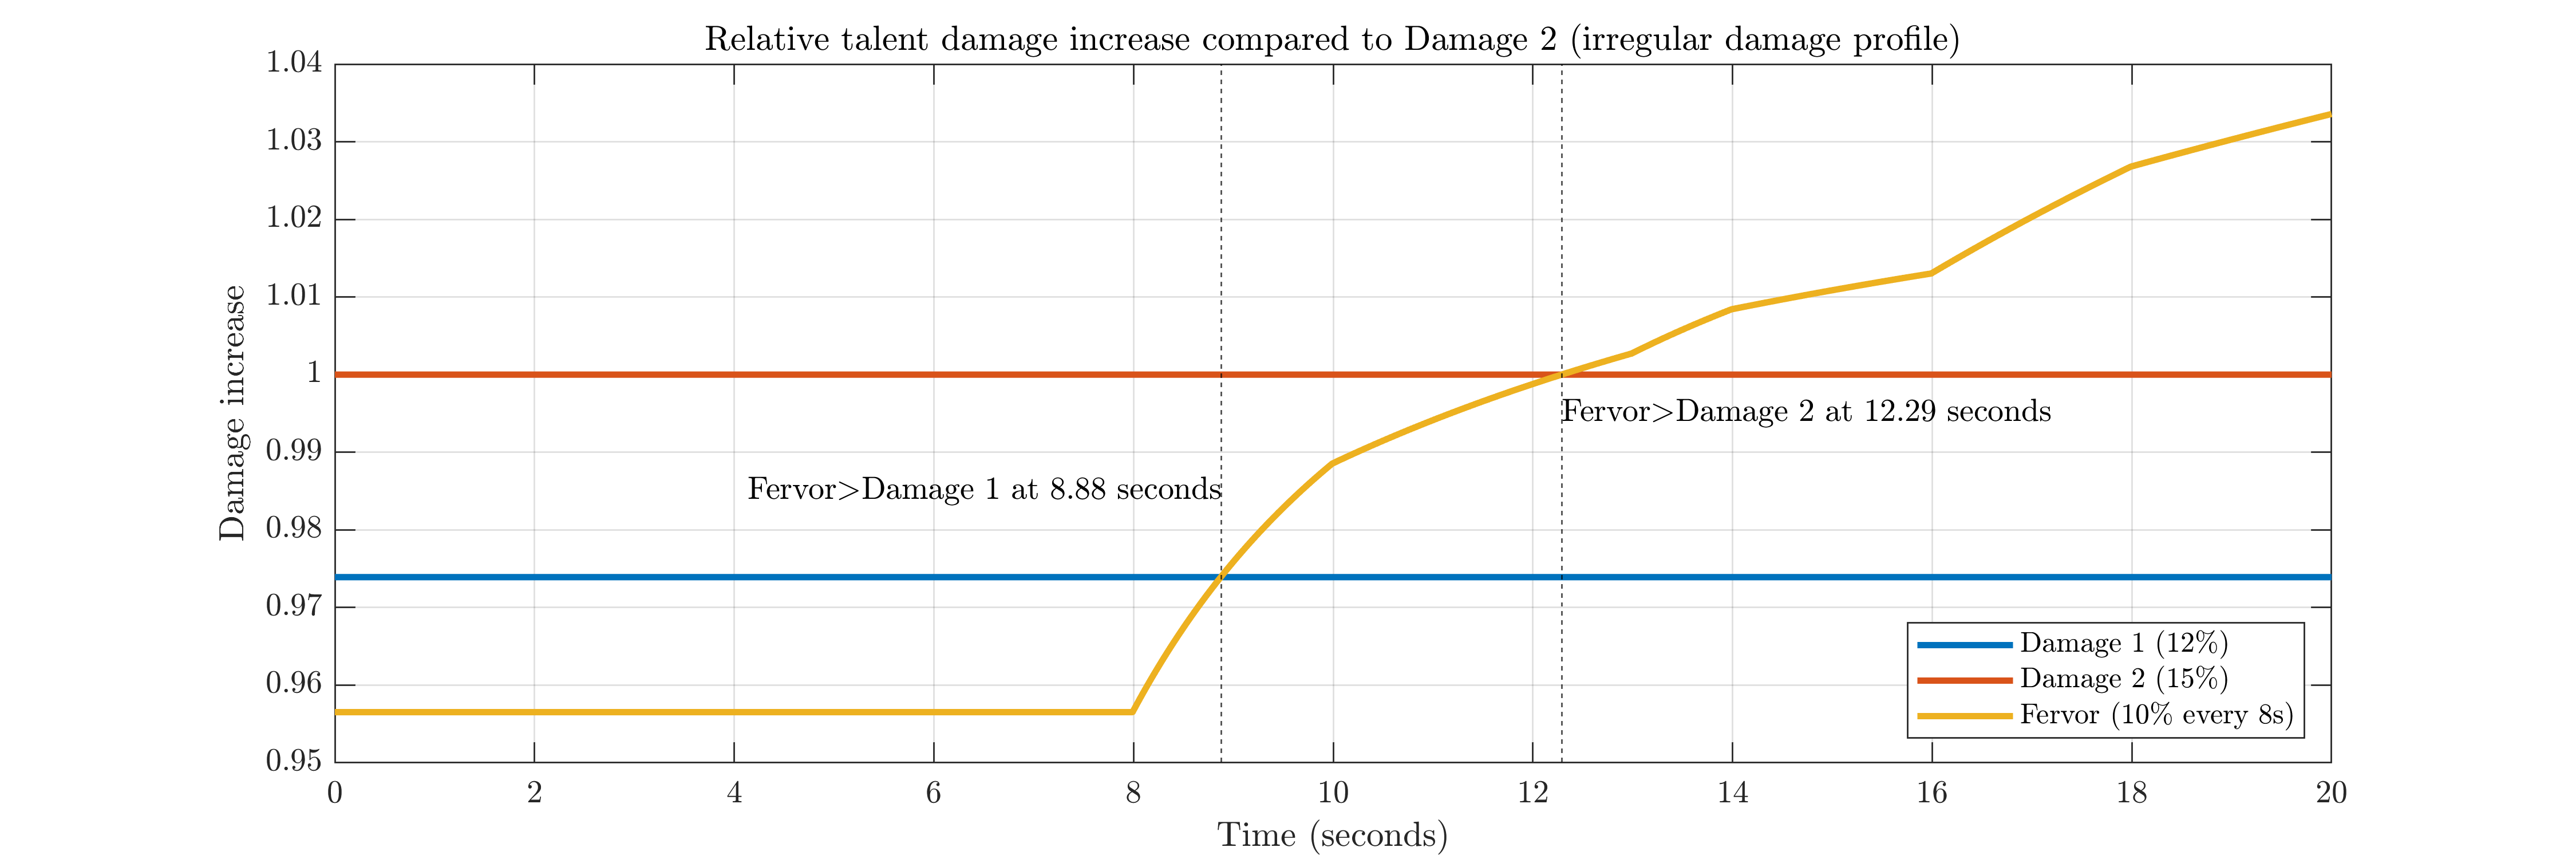 Relative talent damage increase compared to Damage 2 (irregular damage profile)
1.04
1.03
1.02
1.01
1
0.99
0.98
0.97
0.96
0.95
Damage increase
Fervor>Damage 2 at 12.29 seconds
Fervor>Damage 1 at 8.88 seconds
Damage 1 (12%)
Damage 2 (15%)
Fervor (10% every 8s)
0 2 4 6 8 10 12 14 16 18 20
Time (seconds)